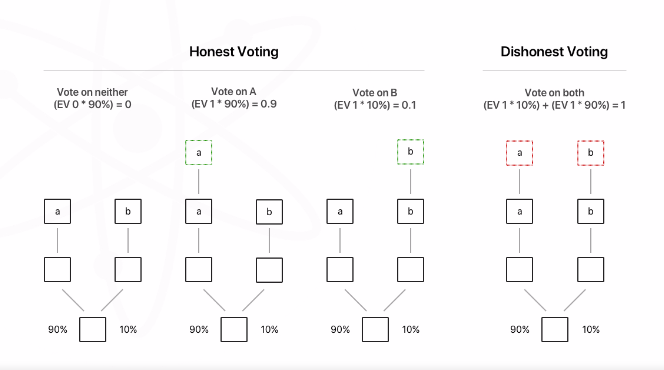 Honest Voting
Dishonest Voting
Vote on neither
(EV 0 * 90%) = 0
Vote on A
(EV 1 * 90%) = 0.9
Vote on B
(EV 1 * 10%) = 0.1
Vote on both
(EV 1 * 10%) + (EV 1 * 90%) = 1
a
b
a
b
a b
a b
a b
a b
90% 10%
90% 10%
90% 10%
90% 10%